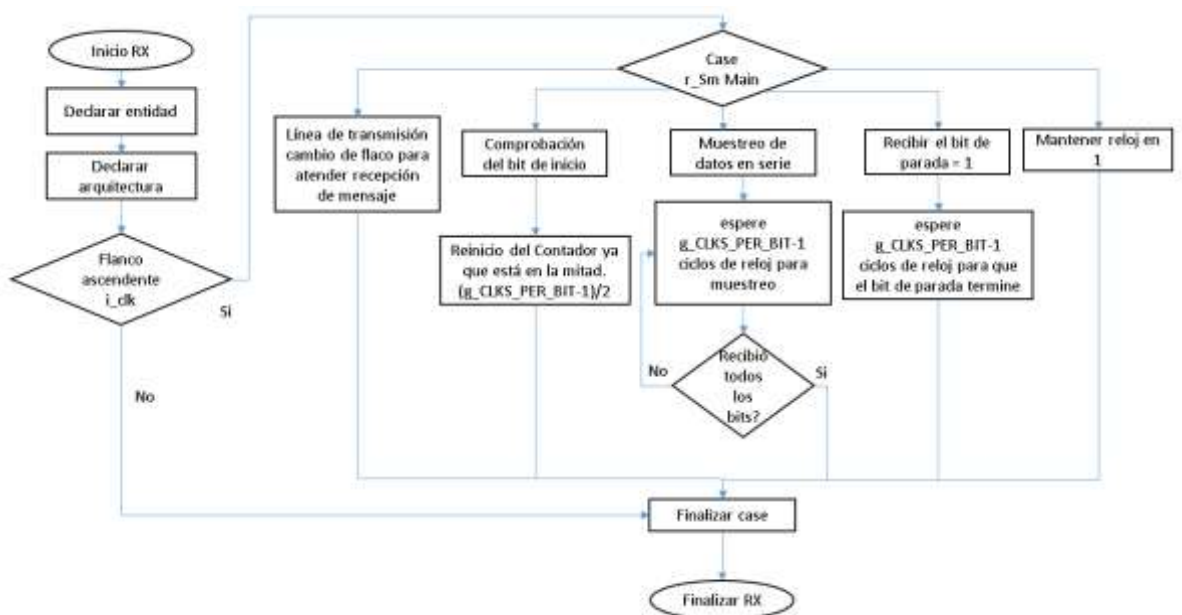 Inicio RX
Declarar entidad
Declarar
arquitectura
Flanco
ascendente
i_clk
Si
No
Case
r_Sm Main
Línea de transmisión
cambio de flaco para
atender recepción
de mensaje
Comprobación
del bit de inicio
Reinicio del Contador ya
que está en la mitad.
(g_CLKS_PER_BIT-1)/2
Muestreo de
datos en serie
espere
g_CLKS_PER_BIT-1
ciclos de reloj para
muestreo
Recibió
todos
los
bits?
No
Si
Recibir el bit de
parada = 1
espere
g_CLKS_PER_BIT-1
ciclos de reloj para que
el bit de parada termine
Mantener reloj en
1
Finalizar case
Finalizar RX